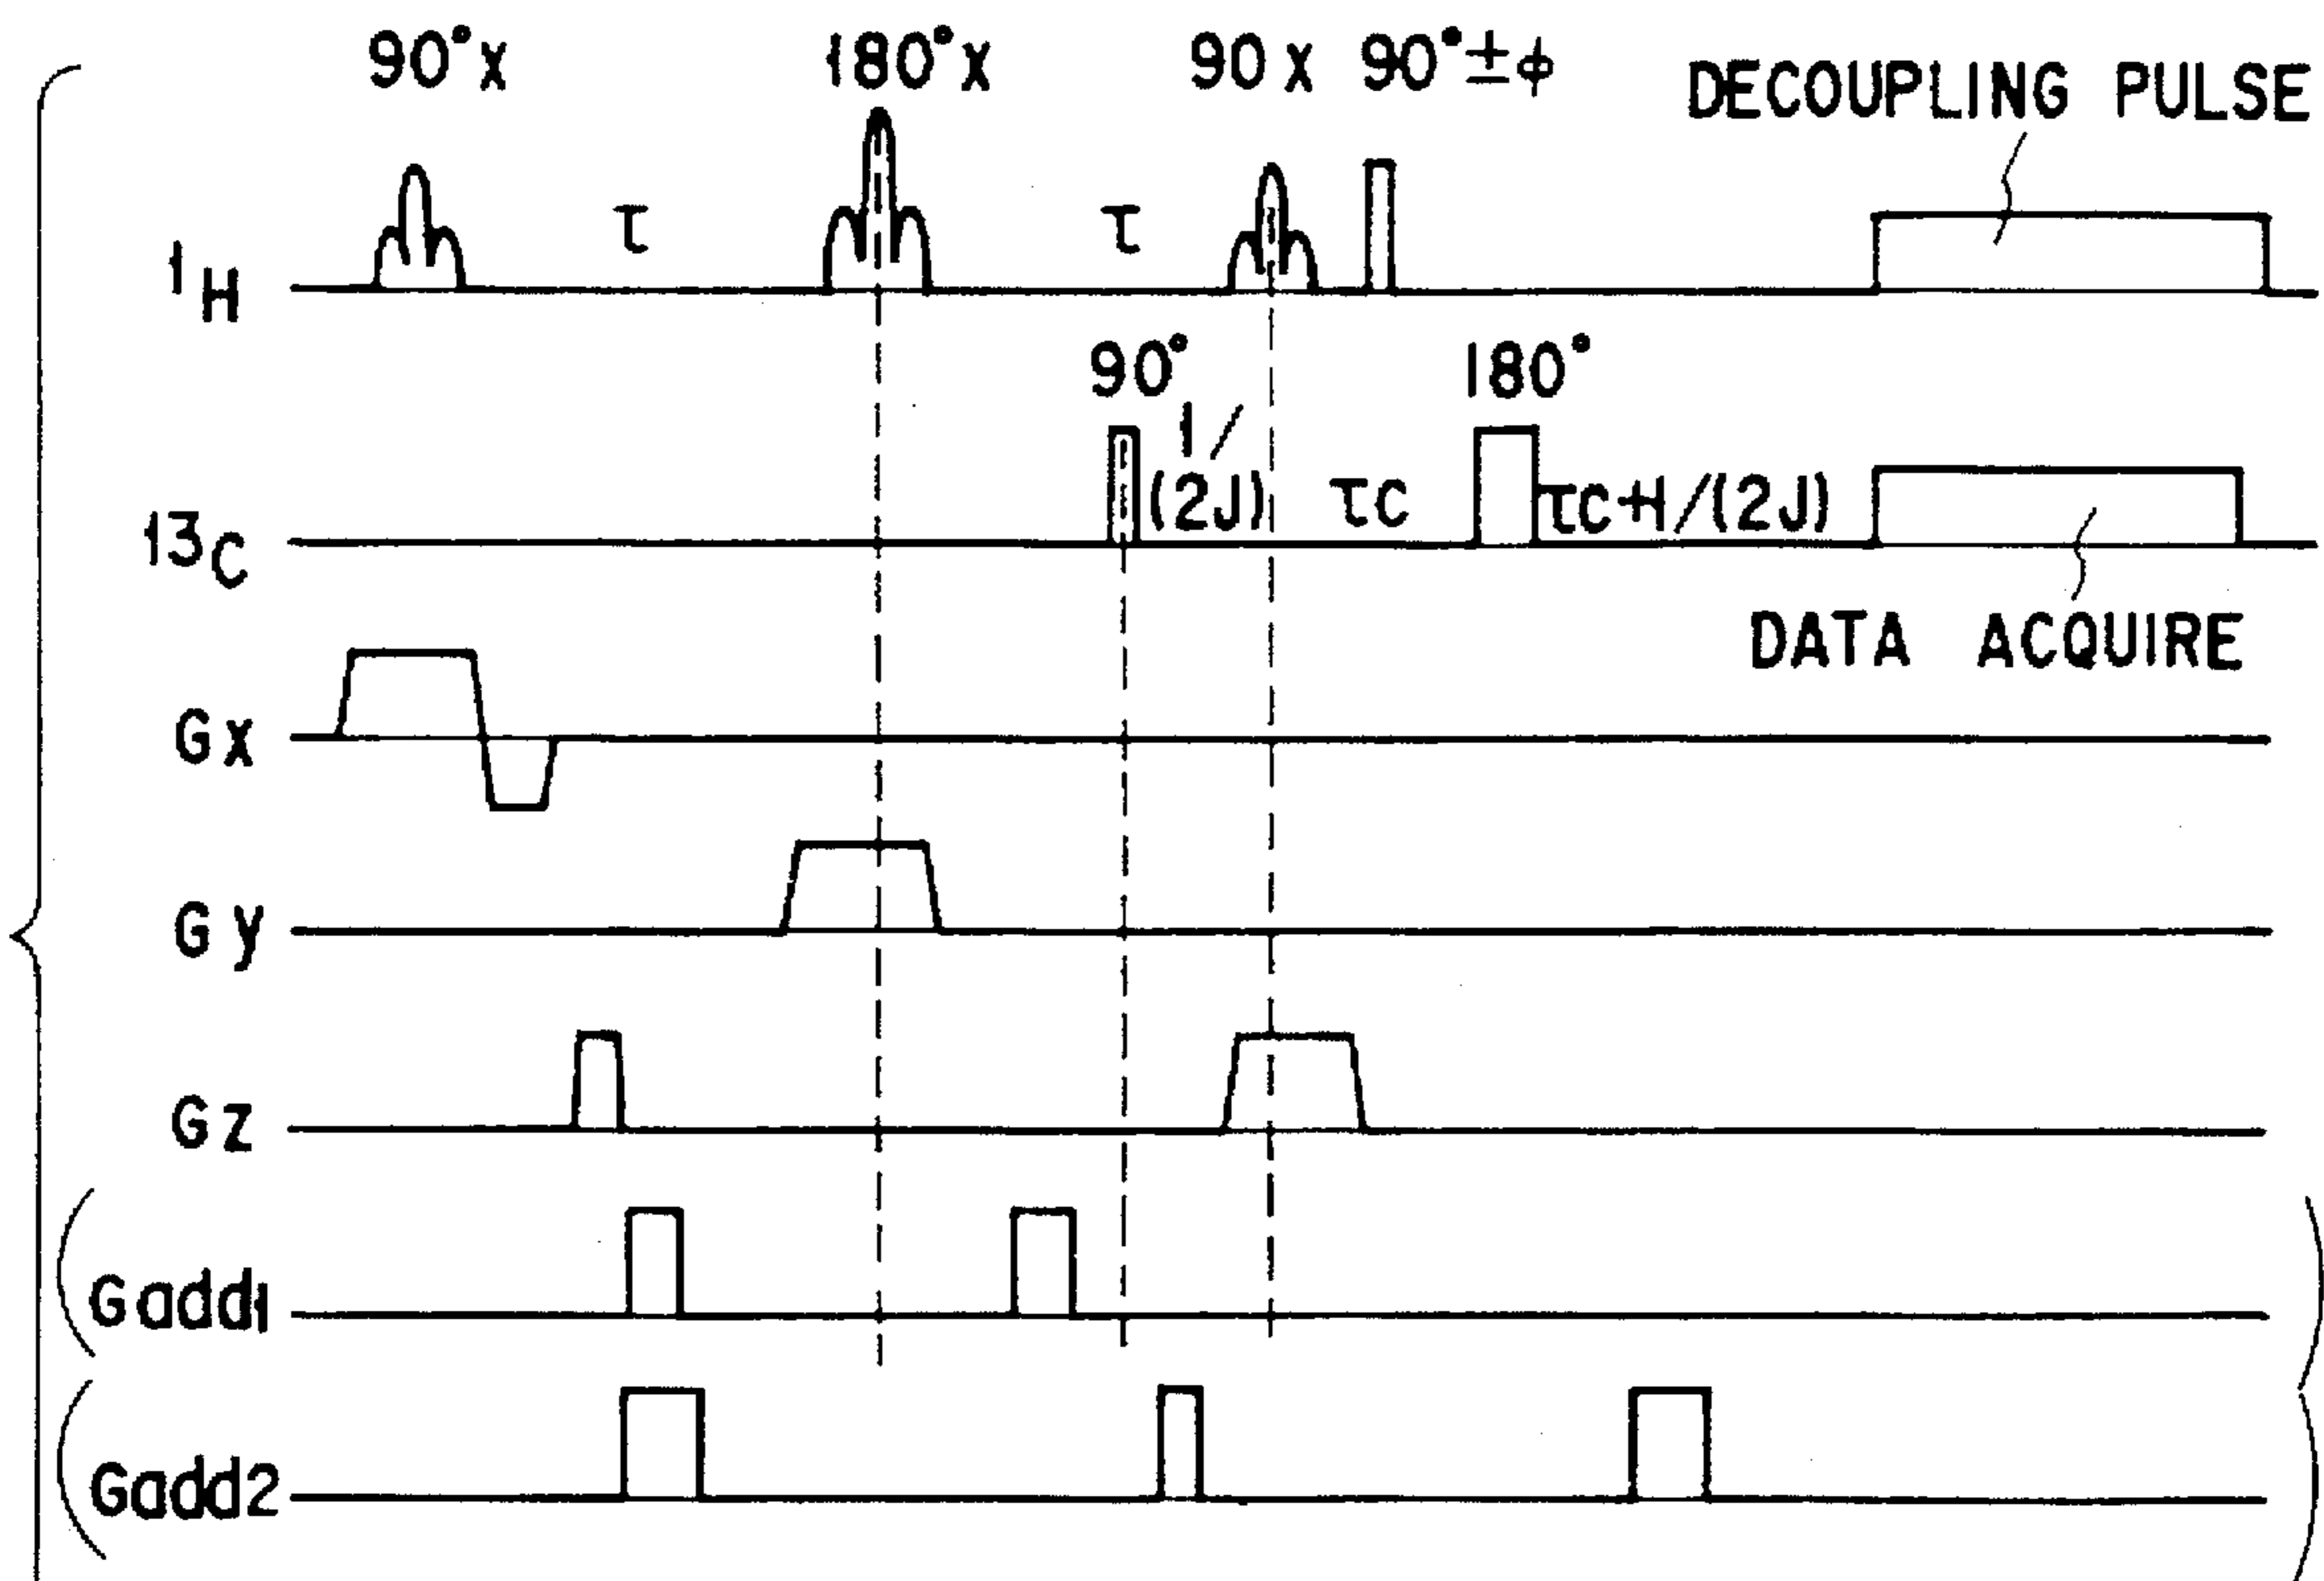 90°x 180°x 90x 90°±ϕ DECOUPLING PULSE
τ τ
1H
90° 180°
1/(2J) τC τC+1/(2J)
13C
DATA ACQUIRE
Gx
Gy
Gz
(Gadd1)
(Gadd2)